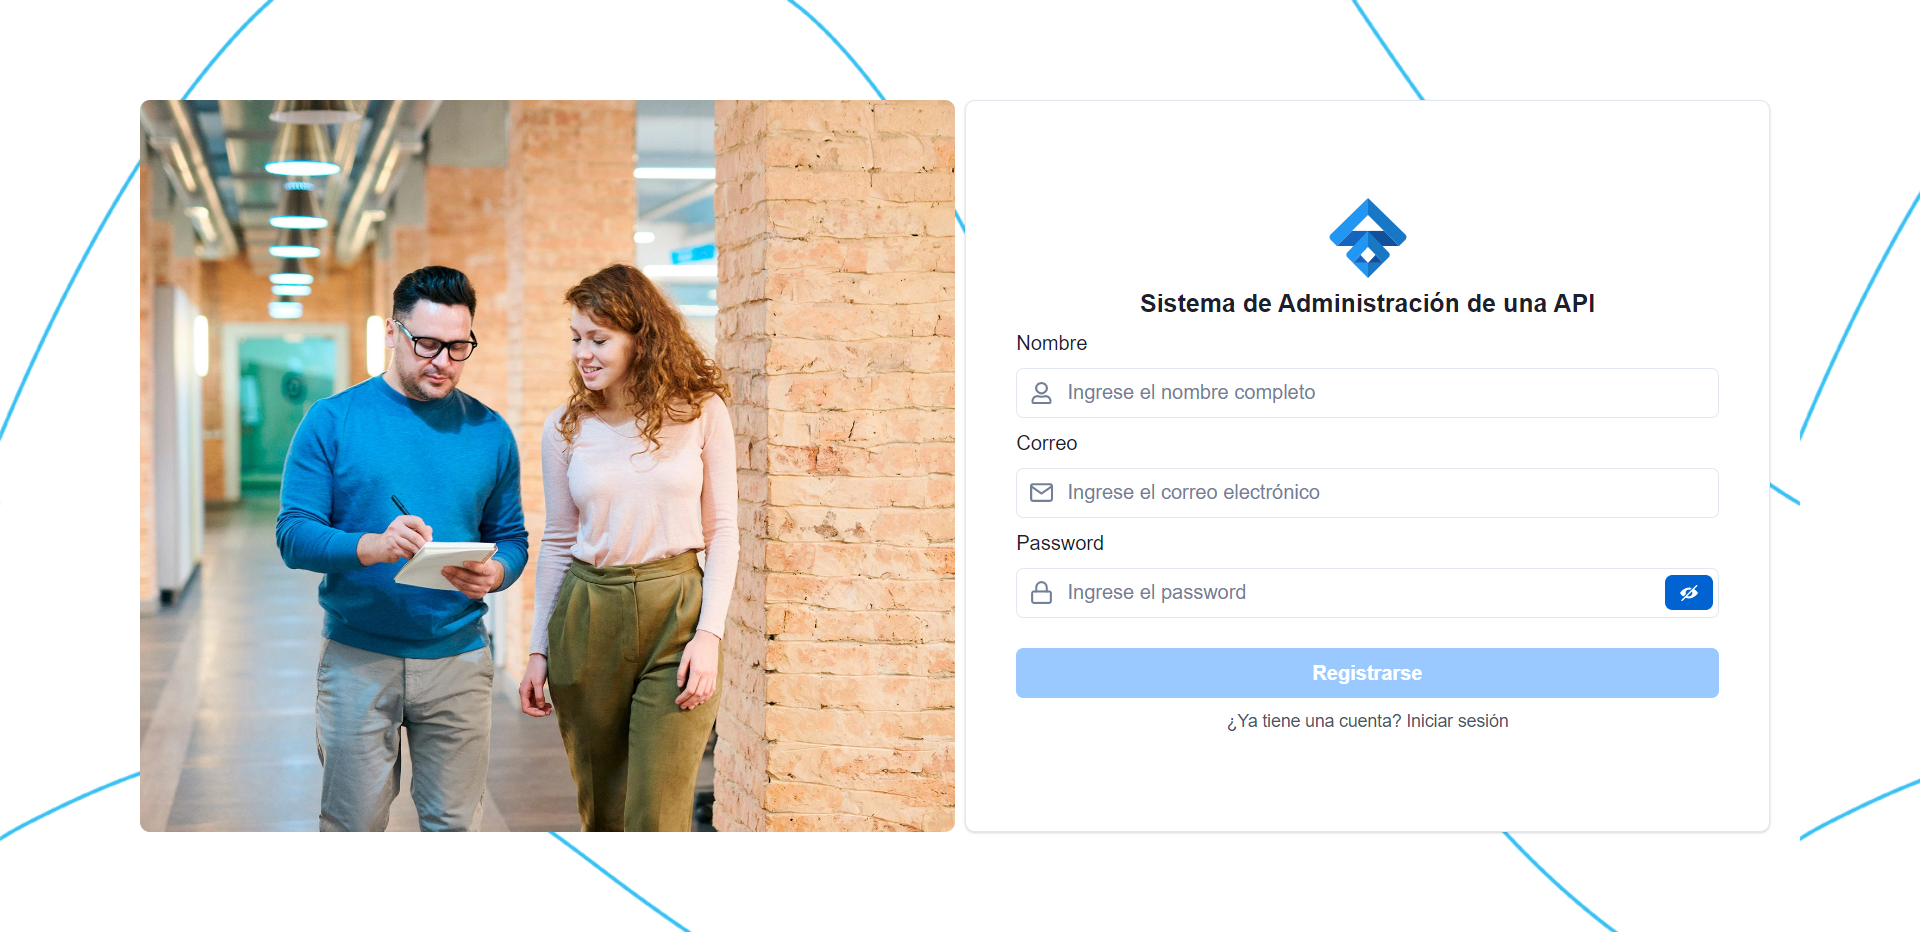 Sistema de Administración de una API
Nombre
Ingrese el nombre completo
Correo
Ingrese el correo electrónico
Password
Ingrese el password
Registrarse
¿Ya tiene una cuenta? Iniciar sesión